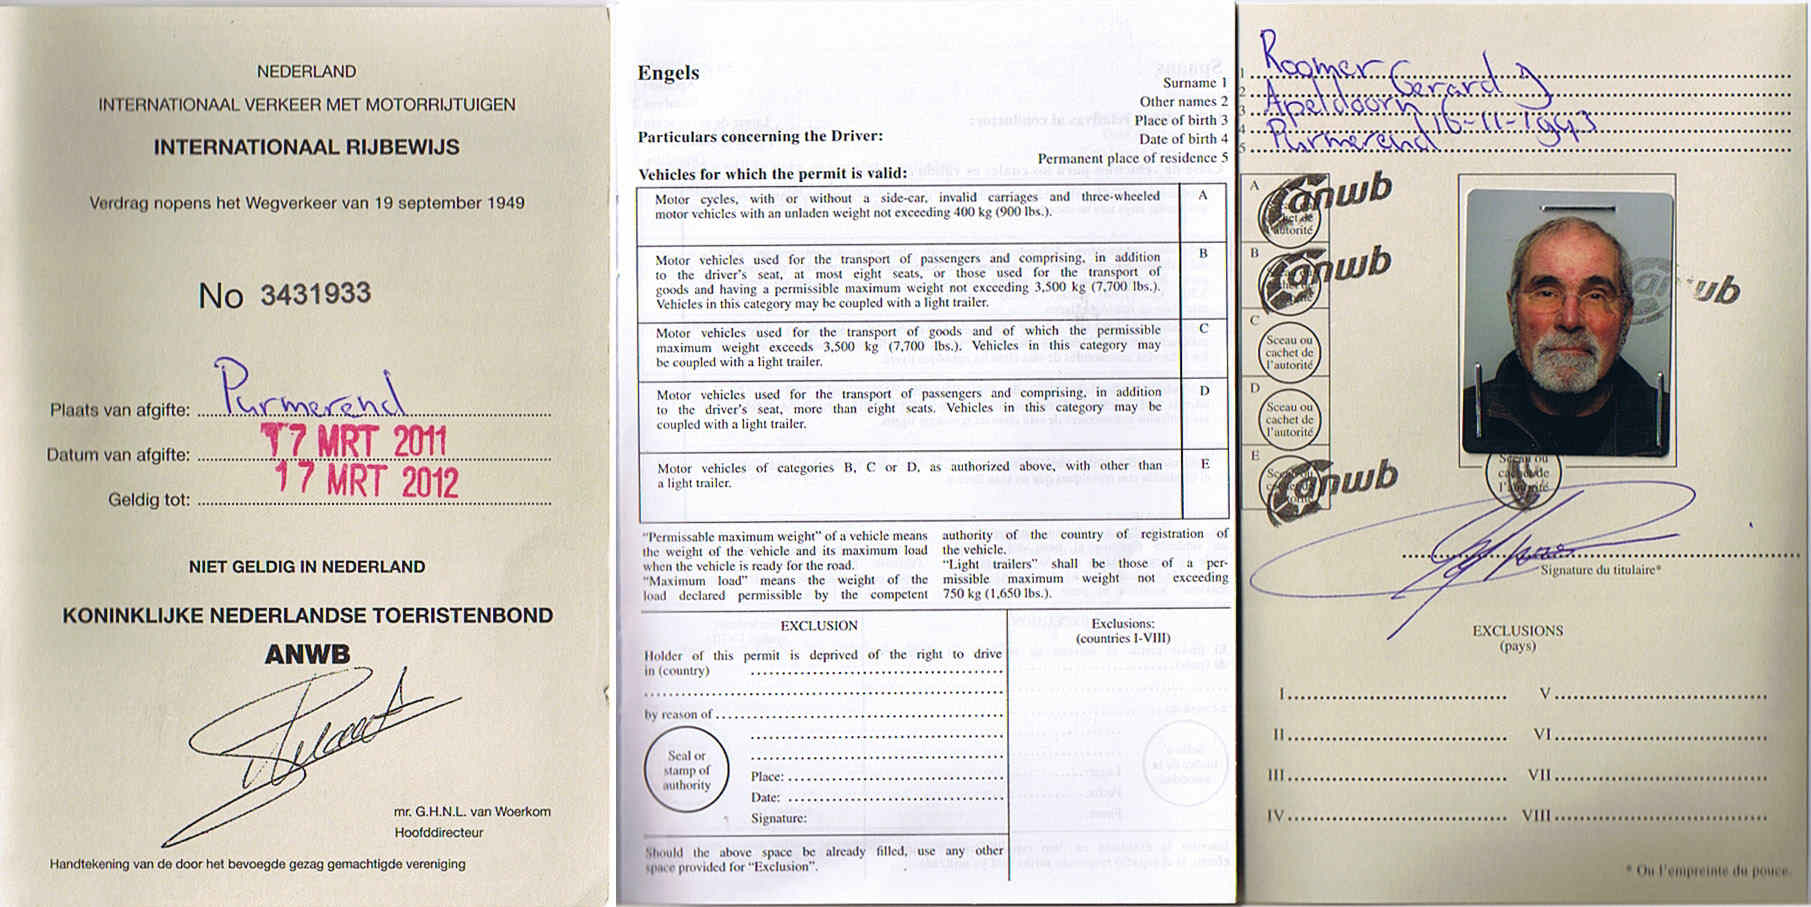 NEDERLAND
INTERNATIONAAL VERKEER MET MOTORRIJTUIGEN
INTERNATIONAAL RIJBEWIJS
Verdrag nopens het Wegverkeer van 19 september 1949
No 3431933
Plaats van afgifte: Purmerend
Datum van afgifte: 17 MRT 2011
Geldig tot: 17 MRT 2012
NIET GELDIG IN NEDERLAND
KONINKLIJKE NEDERLANDSE TOERISTENBOND
ANWB
mr. G.H.N.L. van Woerkom
Hoofddirecteur
Handtekening van de door het bevoegde gezag gemachtigde vereniging
Engels
Surname 1
Other names 2
Place of birth 3
Date of birth 4
Permanent place of residence 5
Particulars concerning the Driver:
Vehicles for which the permit is valid:
Motor cycles, with or without a side-car, invalid carriages and three-wheeled A
motor vehicles with an unladen weight not exceeding 400 kg (900 lbs.).
Motor vehicles used for the transport of passengers and comprising, in addition B
to the driver's seat, at most eight seats, or those used for the transport of
goods and having a permissible maximum weight not exceeding 3,500 kg (7,700 lbs.).
Vehicles in this category may be coupled with a light trailer.
Motor vehicles used for the transport of goods and of which the permissible C
maximum weight exceeds 3,500 kg (7,700 lbs.). Vehicles in this category may
be coupled with a light trailer.
Motor vehicles used for the transport of passengers and comprising, in addition D
to the driver's seat, more than eight seats. Vehicles in this category may be
coupled with a light trailer.
Motor vehicles of categories B, C or D, as authorized above, with other than E
a light trailer.
"Permissable maximum weight" of a vehicle means
the weight of the vehicle and its maximum load
when the vehicle is ready for the road.
"Maximum load" means the weight of the
load declared permissible by the competent
authority of the country of registration of
the vehicle.
"Light trailers" shall be those of a per-
missible maximum weight not exceeding
750 kg (1,650 lbs.).
EXCLUSION
Holder of this permit is deprived of the right to drive
in (country)
by reason of
Seal or
stamp of
authority
Place:
Date:
Signature:
Should the above space be already filled, use any other
space provided for "Exclusion".
Exclusions:
(countries I-VIII)
1 Roomer
2 Gerard J
3 Apeldoorn
4 16-11-1943
5 Purmerend
A anwb
B anwb
C
Sceau ou
cachet de
l'autorité
D
Sceau ou
cachet de
l'autorité
E anwb
anwb
Sceau ou
cachet de
l'autorité
Signature du titulaire*
EXCLUSIONS
(pays)
I V
II VI
III VII
IV VIII
* Ou l'empreinte du pouce.